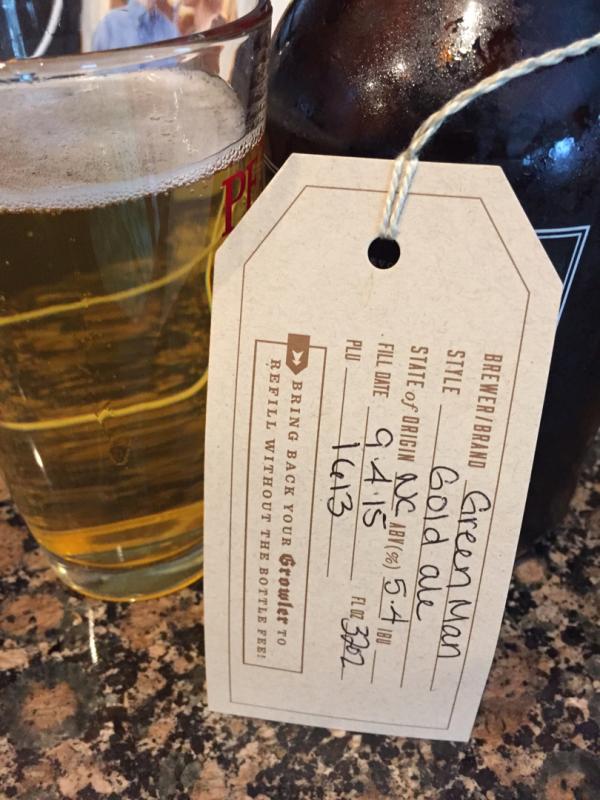 PE
BREWER/BRAND Green Man
STYLE Gold ale
STATE of ORIGIN NC ABV(%) 5.4 IBU
FILL DATE 9.4.15 FL OZ 32oz
PLU 1613
BRING BACK YOUR Growler TO
REFILL WITHOUT THE BOTTLE FEE!